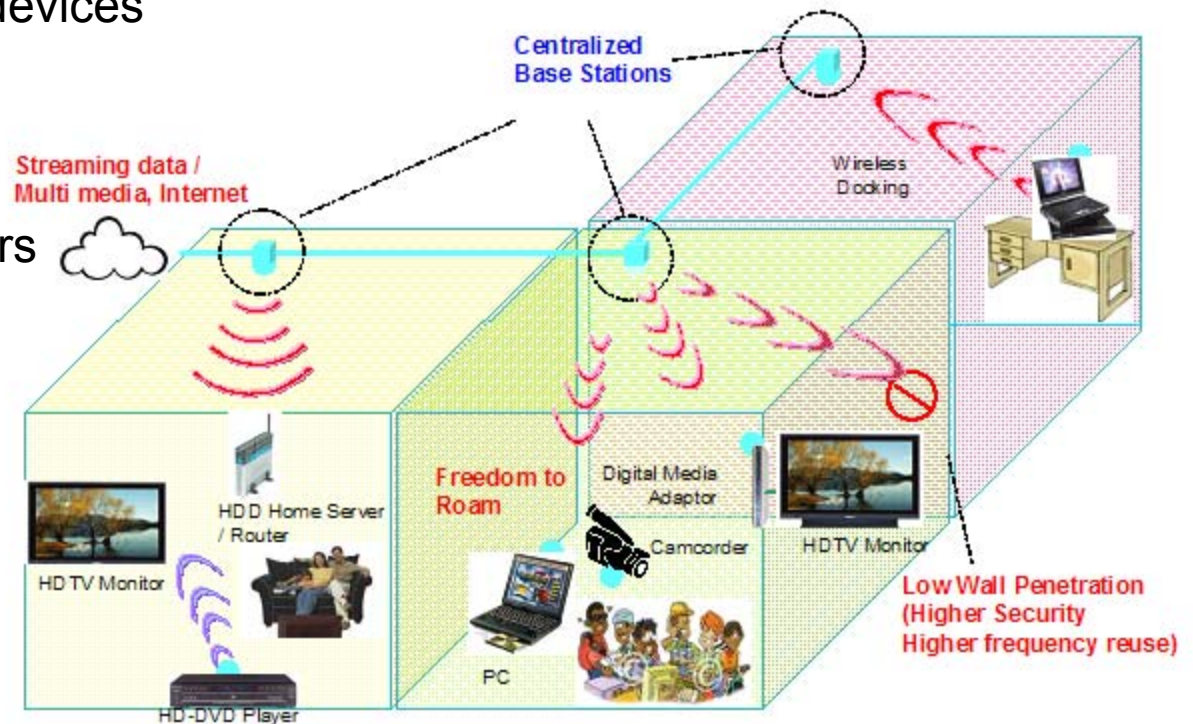 devices
Centralized
Base Stations
Streaming data /
Multi media, Internet
rs
Wireless
Docking
Freedom to
Roam
Digital Media
Adaptor
HDD Home Server
/ Router
Camcorder
HDTV Monitor
HDTV Monitor
Low Wall Penetration
(Higher Security
Higher frequency reuse)
PC
HD-DVD Player